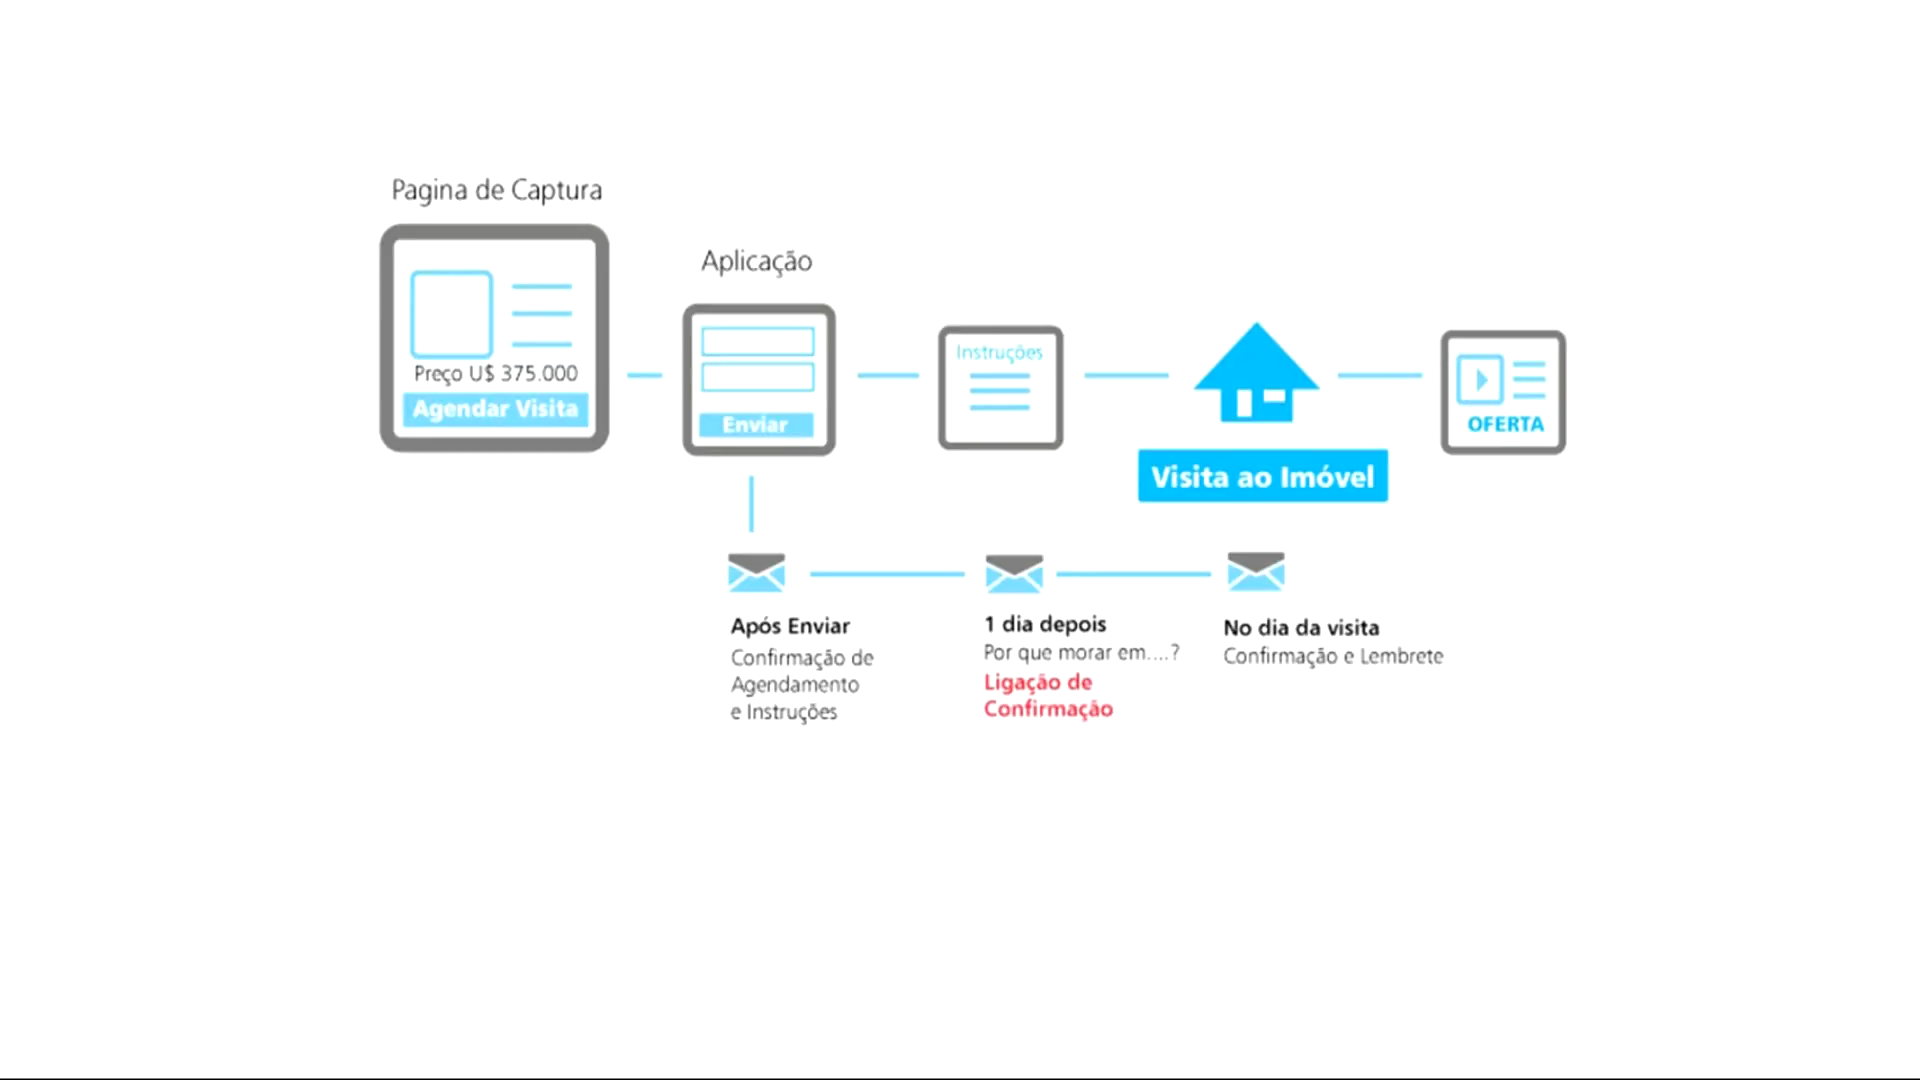 Pagina de Captura
Aplicação
Preço U$ 375.000
Agendar Visita
Enviar
Instruções
Visita ao Imóvel
OFERTA
Após Enviar
Confirmação de
Agendamento
e Instruções
1 dia depois
Por que morar em....?
Ligação de
Confirmação
No dia da visita
Confirmação e Lembrete